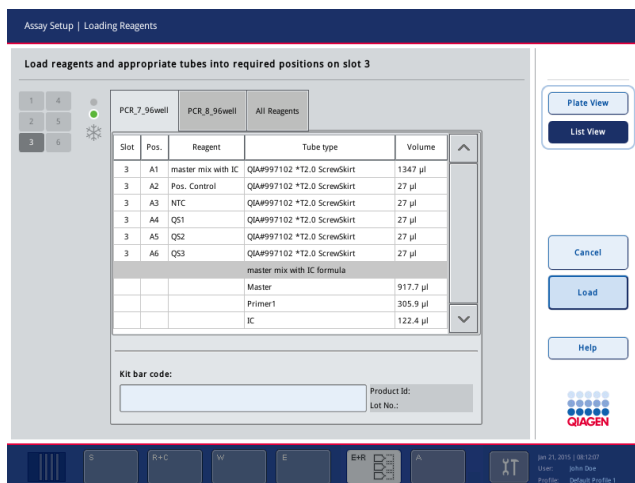 Assay Setup | Loading Reagents
Load reagents and appropriate tubes into required positions on slot 3
1 4
2 5
3 6
PCR_7_96well PCR_8_96well All Reagents
Slot Pos. Reagent Tube type Volume
3 A1 master mix with IC QIA#997102 *T2.0 ScrewSkirt 1347 µl
3 A2 Pos. Control QIA#997102 *T2.0 ScrewSkirt 27 µl
3 A3 NTC QIA#997102 *T2.0 ScrewSkirt 27 µl
3 A4 QS1 QIA#997102 *T2.0 ScrewSkirt 27 µl
3 A5 QS2 QIA#997102 *T2.0 ScrewSkirt 27 µl
3 A6 QS3 QIA#997102 *T2.0 ScrewSkirt 27 µl
master mix with IC formula
Master 917.7 µl
Primer1 305.9 µl
IC 122.4 µl
Kit bar code:
Product Id:
Lot No.:
Plate View
List View
Cancel
Load
Help
QIAGEN
S R+C W E E+R A
Jan 21, 2015 | 08:12:07
User: John Doe
Profile: Default Profile 1